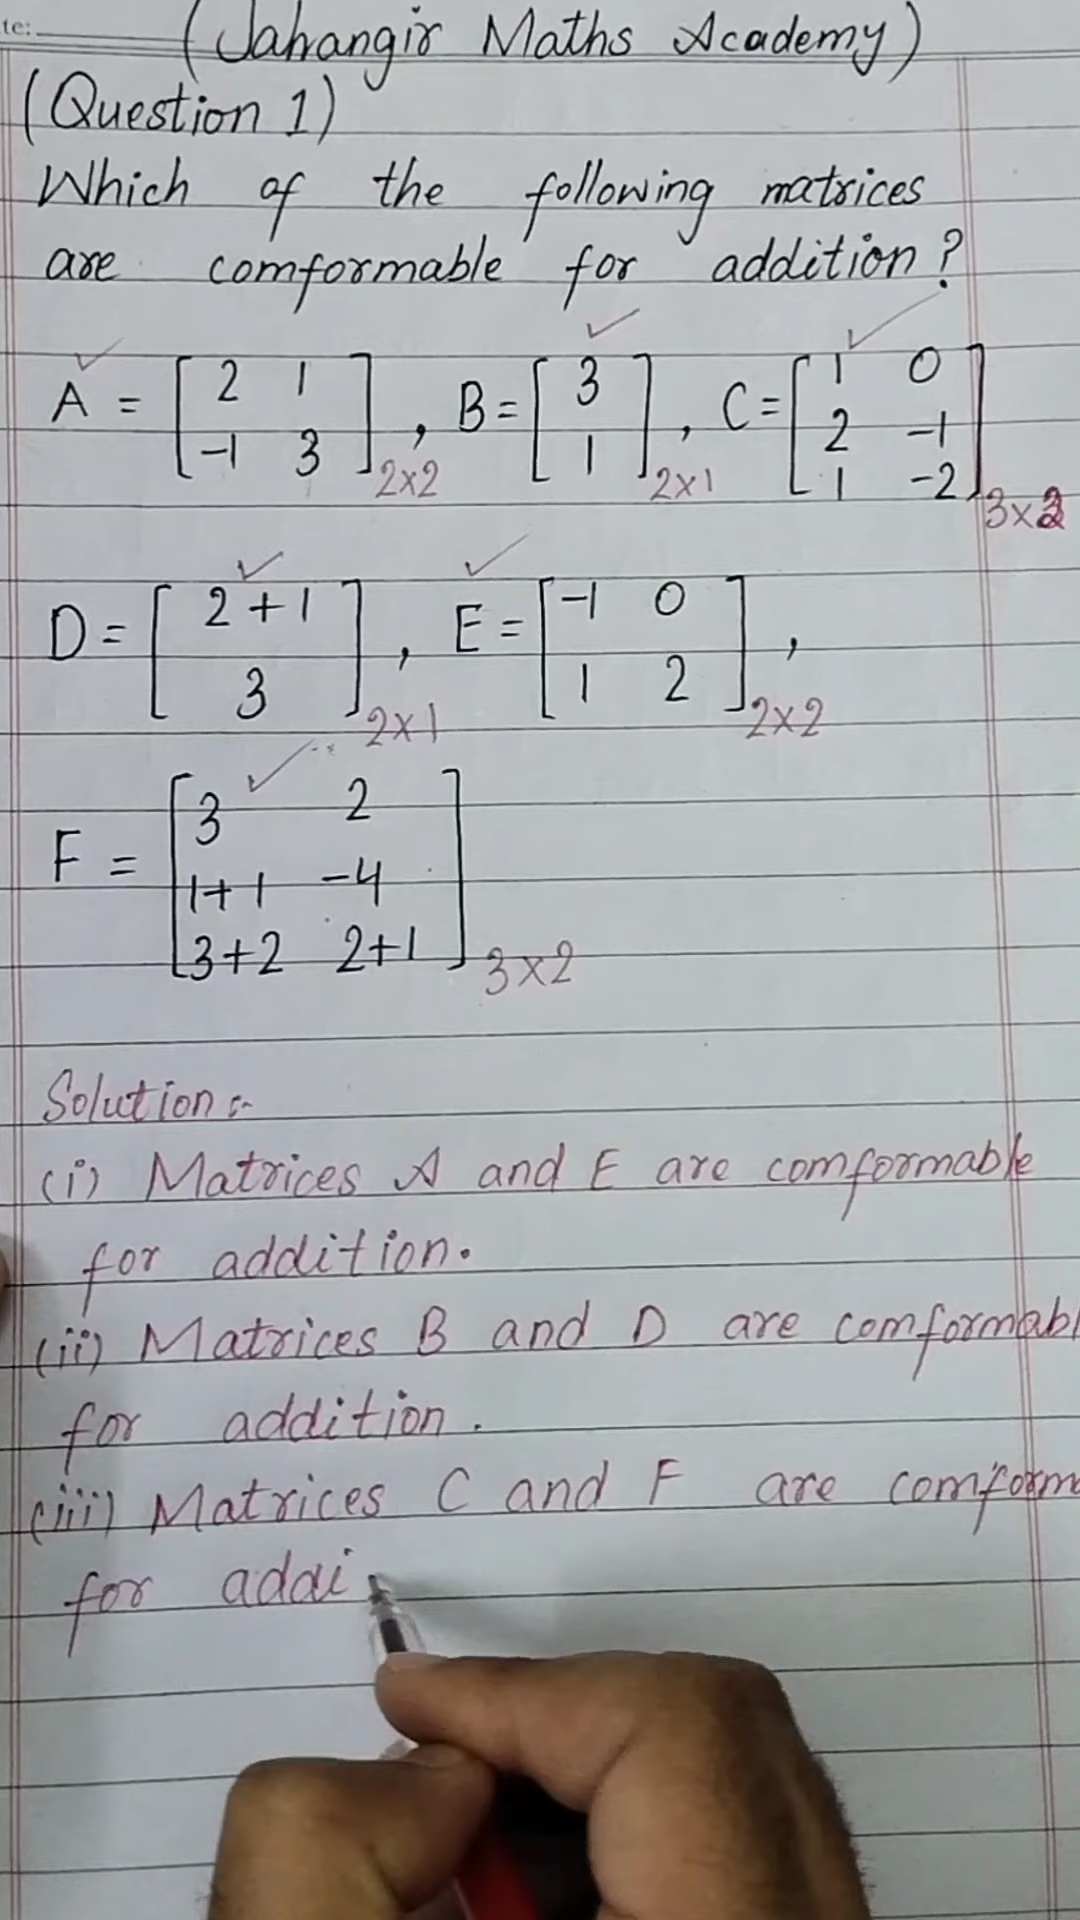 te:
(Jahangir Maths Academy)
(Question 1)
Which of the following matrices
are comformable for addition?
A = [2 1; -1 3] 2×2, B = [3; 1] 2×1, C = [1 0; 2 -1; 1 -2] 3×2
D = [2+1; 3] 2×1, E = [-1 0; 1 2] 2×2,
F = [3 2; 1+1 -4; 3+2 2+1] 3×2
Solution:-
(i) Matrices A and E are comformable
for addition.
(ii) Matrices B and D are comformabl
for addition.
(iii) Matrices C and F are comform
for addi